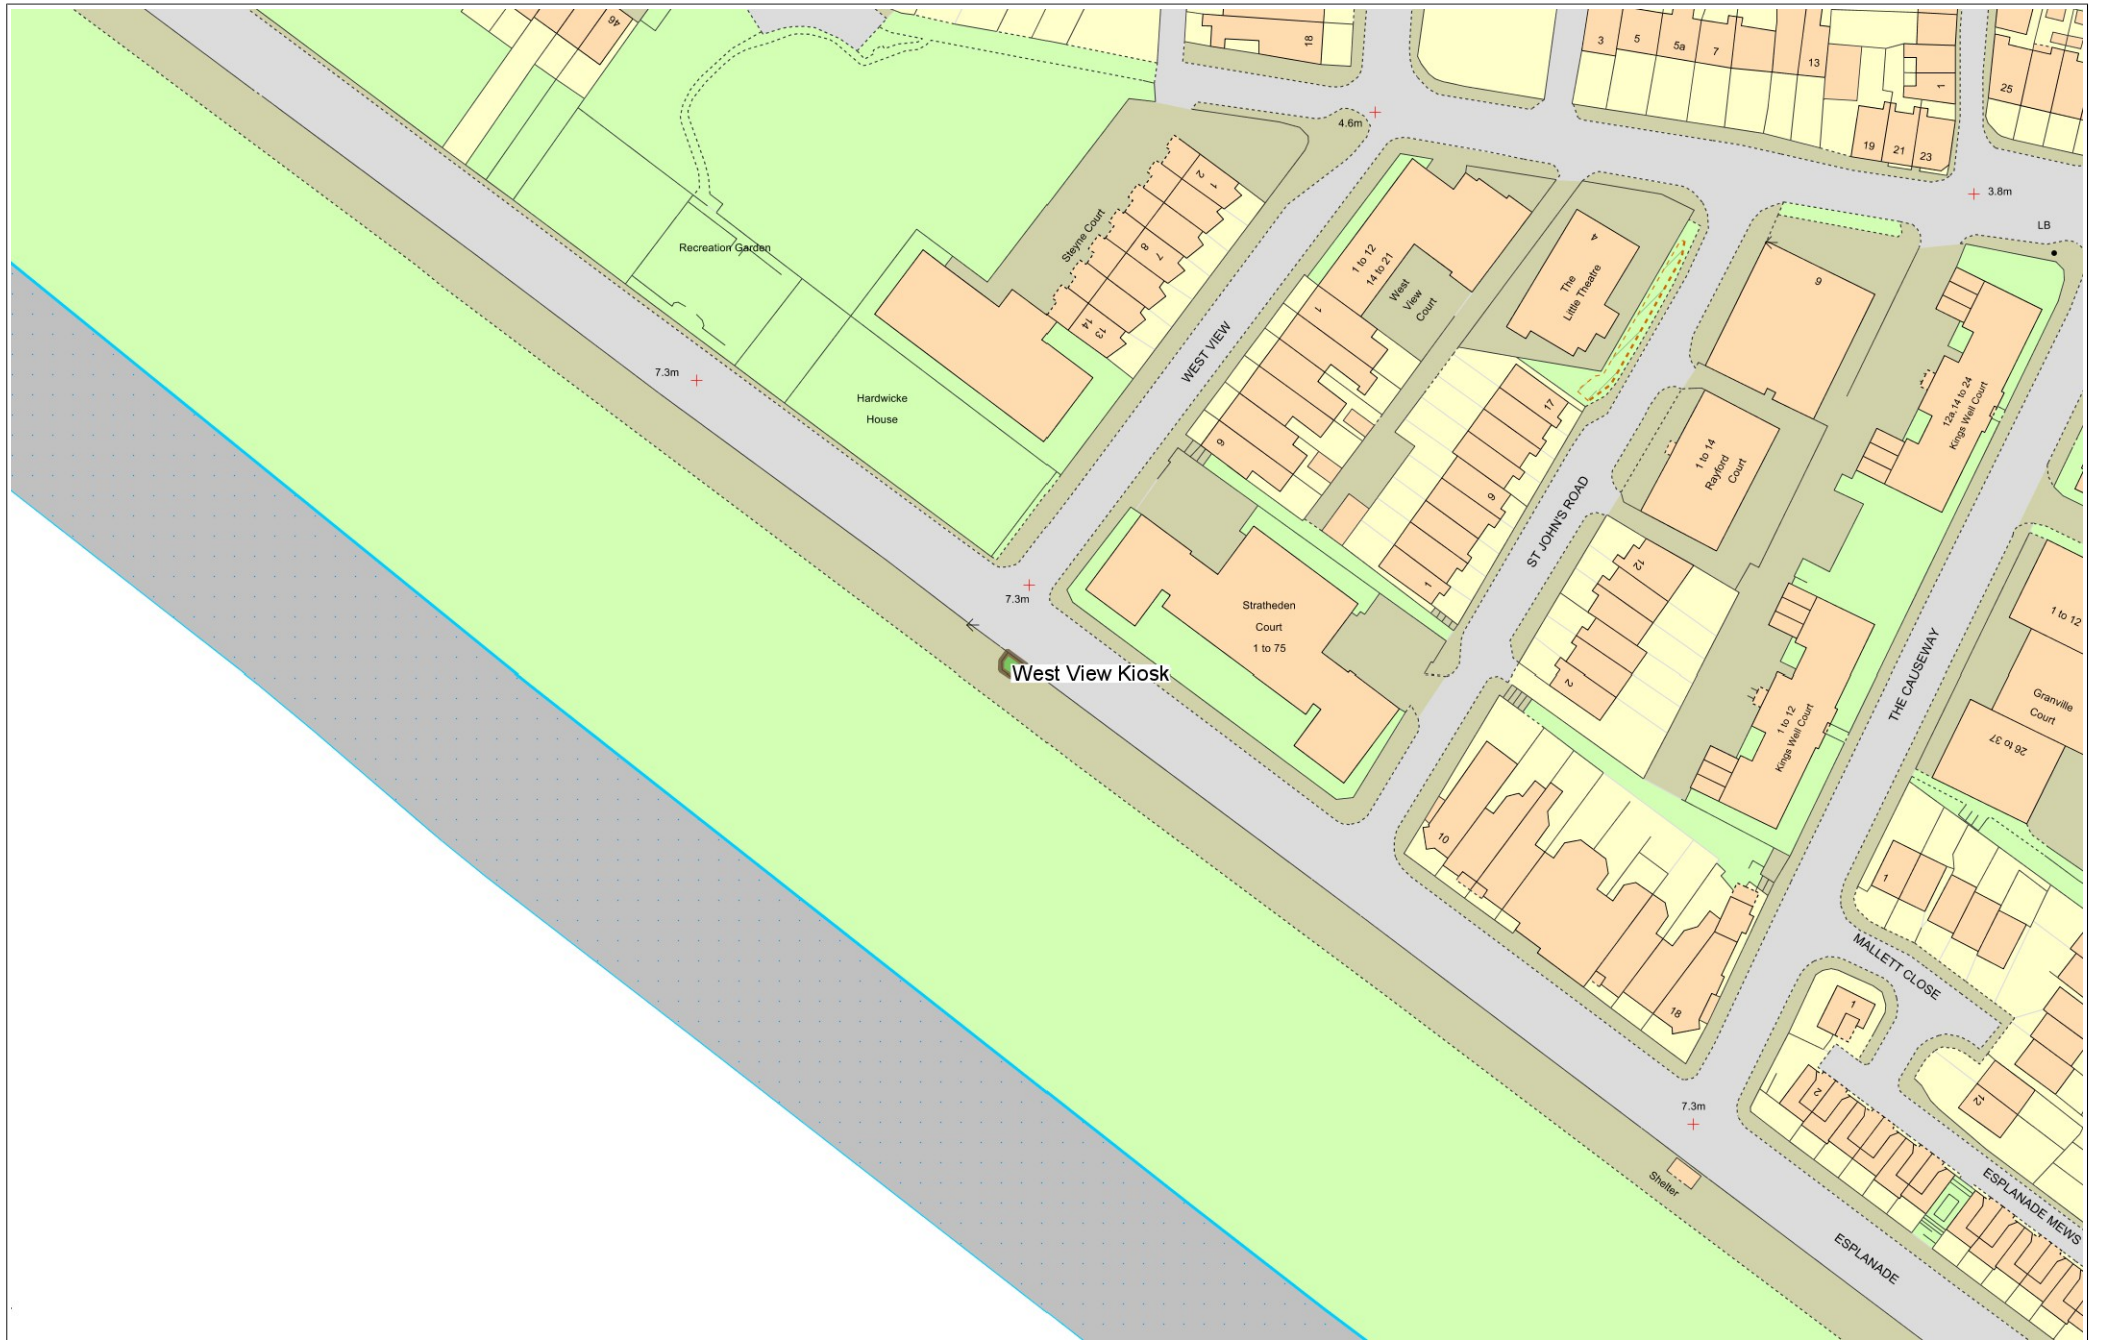 46
18
3
5
5a
7
13
1
25
19
21
23
4.6m
3.8m
LB
2
1
Steyne Court
8
7
14
13
Recreation Garden
7.3m
Hardwicke
House
WEST VIEW
1 to 12
14 to 21
West
View
Court
1
9
4
The
Little Theatre
9
12a,14 to 24
Kings Well Court
17
9
1
1 to 14
Rayford
Court
ST JOHN'S ROAD
7.3m
West View Kiosk
Stratheden
Court
1 to 75
12
2
1 to 12
Kings Well Court
THE CAUSEWAY
1 to 12
Granville
Court
26 to 37
10
18
1
MALLETT CLOSE
1
2
12
7.3m
Shelter
ESPLANADE
ESPLANADE MEWS